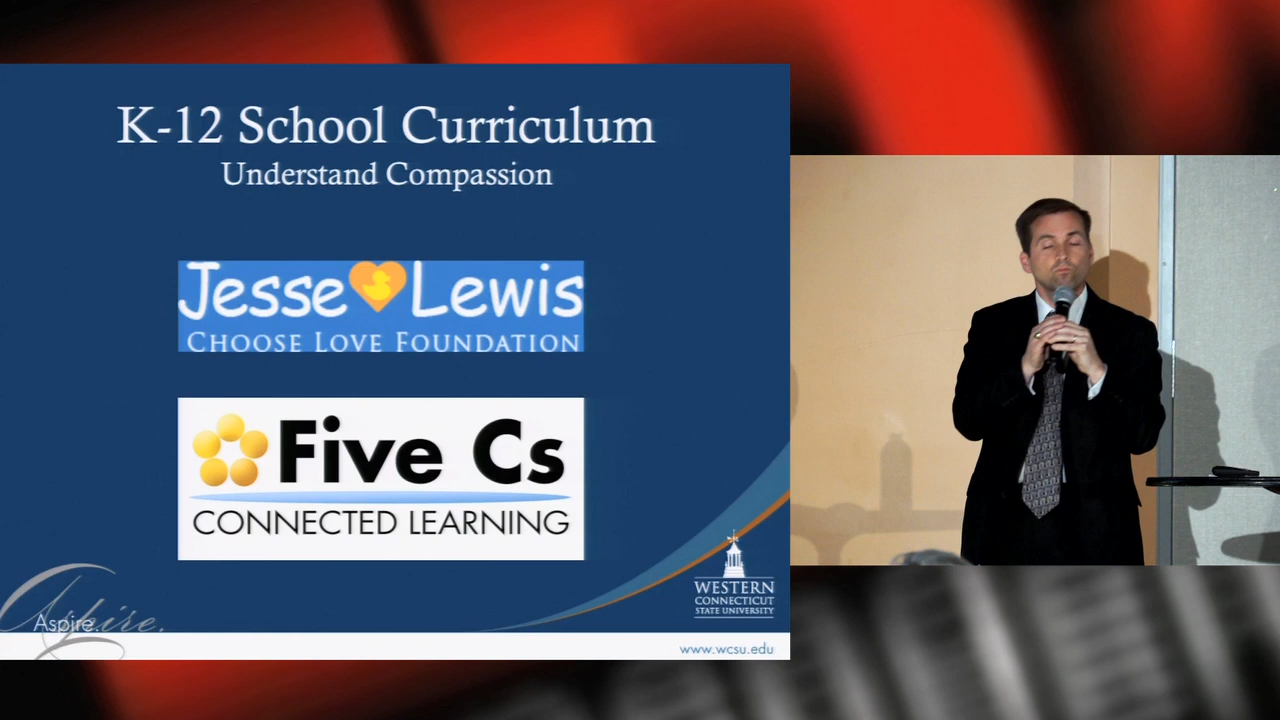 K-12 School Curriculum
Understand Compassion
Jesse Lewis
CHOOSE LOVE FOUNDATION
Five Cs
CONNECTED LEARNING
Aspire.
Aspire.
WESTERN
CONNECTICUT
STATE UNIVERSITY
www.wcsu.edu